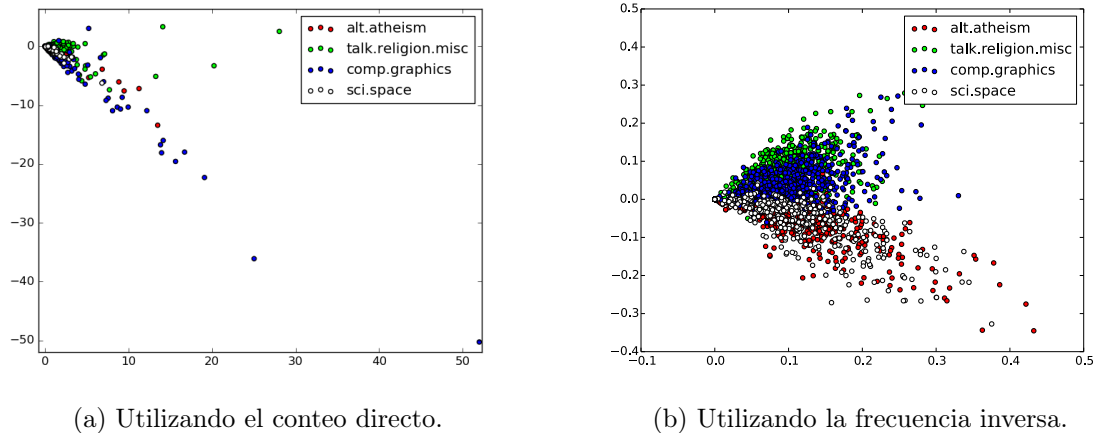 alt.atheism
talk.religion.misc
comp.graphics
sci.space
0
−10
−20
−30
−40
−50
0 10 20 30 40 50
(a) Utilizando el conteo directo.
0.5
alt.atheism
talk.religion.misc
comp.graphics
sci.space
0.4
0.3
0.2
0.1
0.0
−0.1
−0.2
−0.3
−0.4
−0.1 0.0 0.1 0.2 0.3 0.4 0.5
(b) Utilizando la frecuencia inversa.